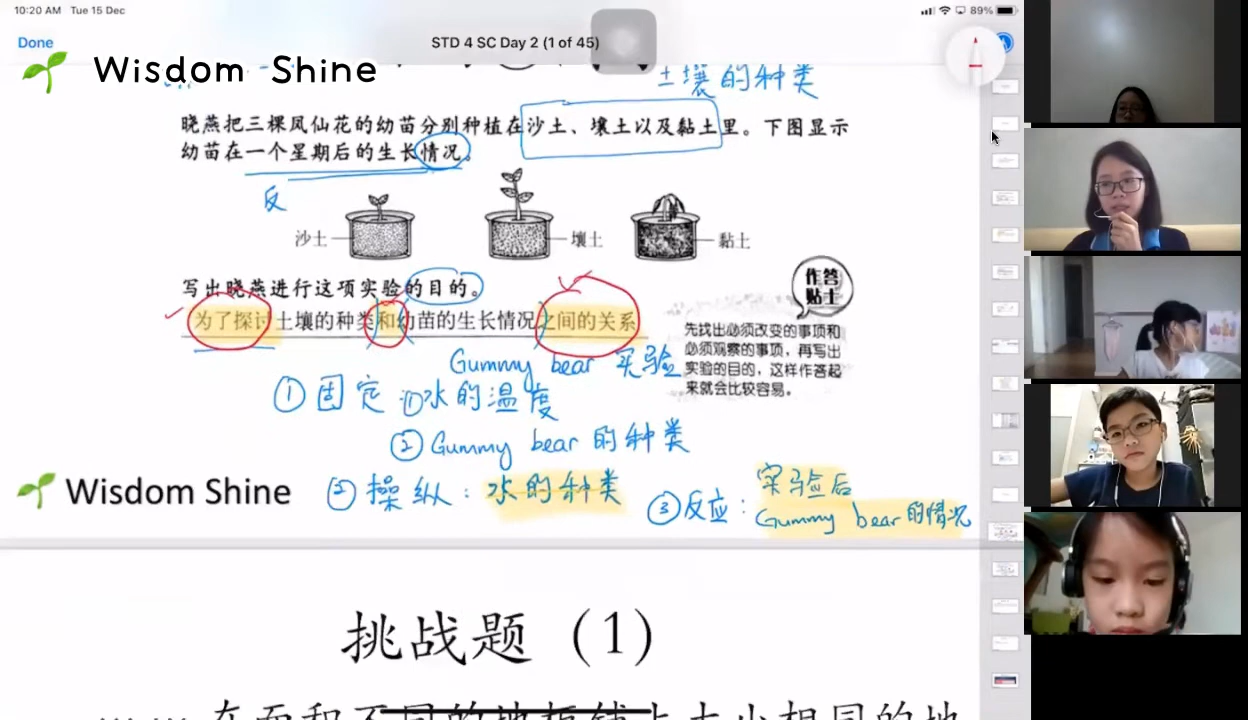 10:20 AM Tue 15 Dec
89%
Done
STD 4 SC Day 2 (1 of 45)
Wisdom Shine
土壤的种类
晓燕把三棵凤仙花的幼苗分别种植在沙土、壤土以及黏土里。下图显示
幼苗在一个星期后的生长情况。
反
沙土
壤土
黏土
写出晓燕进行这项实验的目的。
为了探讨土壤的种类和幼苗的生长情况之间的关系
作答
贴士
先找出必须改变的事项和
必须观察的事项，再写出
实验的目的，这样作答起
来就会比较容易。
Gummy bear 实验
① 固定：① 水的温度
② Gummy bear 的种类
② 操纵：水的种类
③ 反应：实验后
Gummy bear 的情况
Wisdom Shine
挑战题（1）